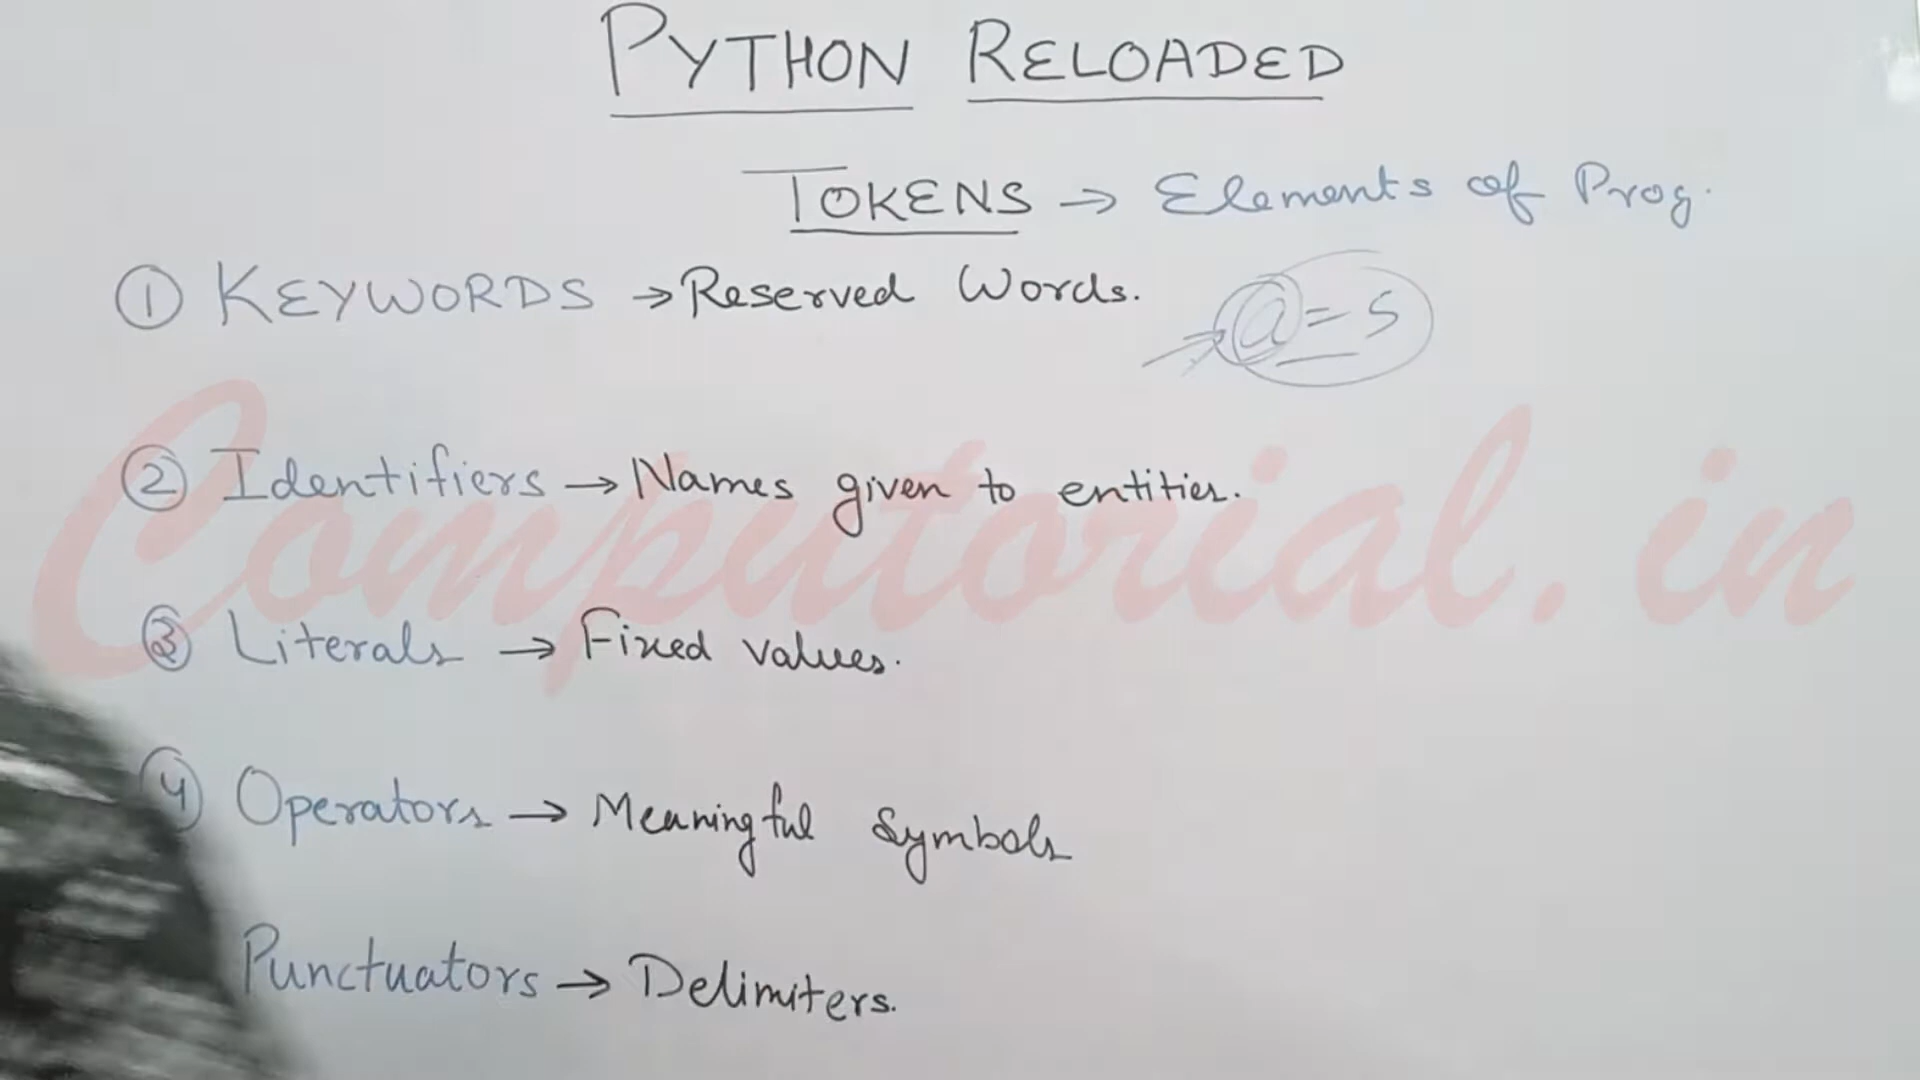 PYTHON RELOADED
TOKENS → Elements of Prog.
① KEYWORDS → Reserved Words.
a = 5
② Identifiers → Names given to entities.
③ Literals → Fixed values.
④ Operators → Meaningful Symbols
Punctuators → Delimiters.
Computorial.in